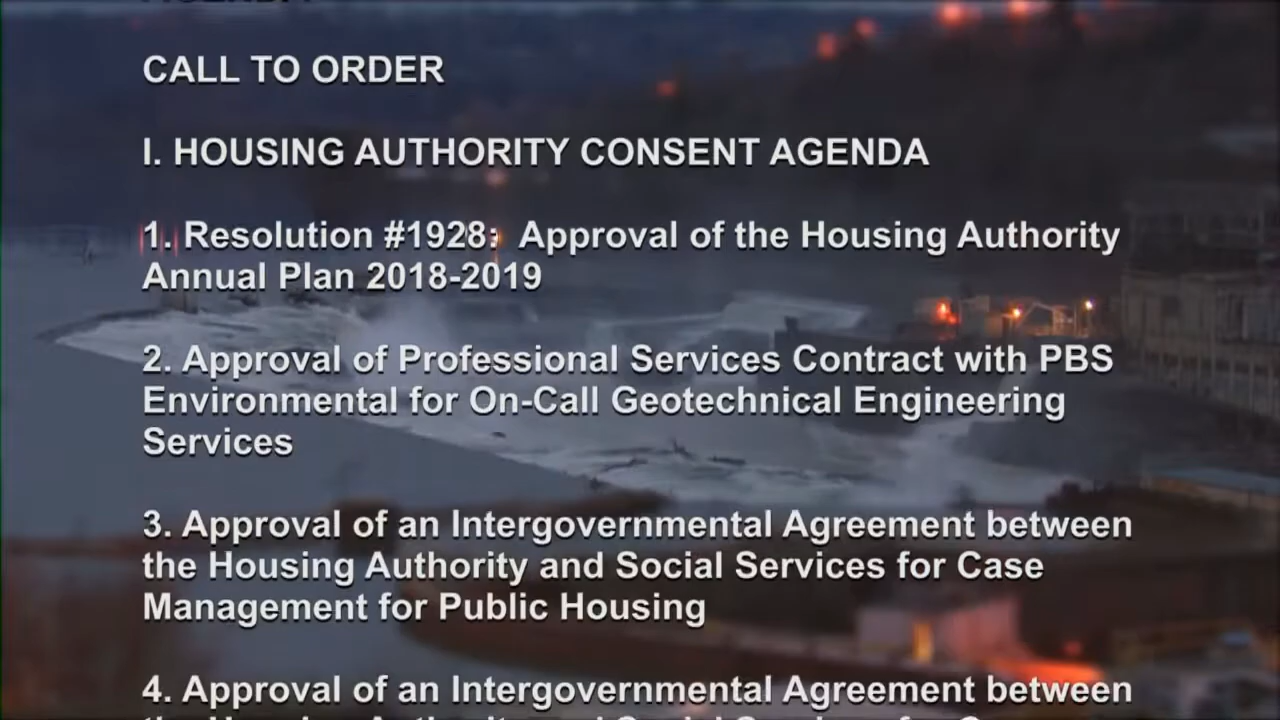 CALL TO ORDER
I. HOUSING AUTHORITY CONSENT AGENDA
1. Resolution #1928:  Approval of the Housing Authority
Annual Plan 2018-2019
2. Approval of Professional Services Contract with PBS
Environmental for On-Call Geotechnical Engineering
Services
3. Approval of an Intergovernmental Agreement between
the Housing Authority and Social Services for Case
Management for Public Housing
4. Approval of an Intergovernmental Agreement between